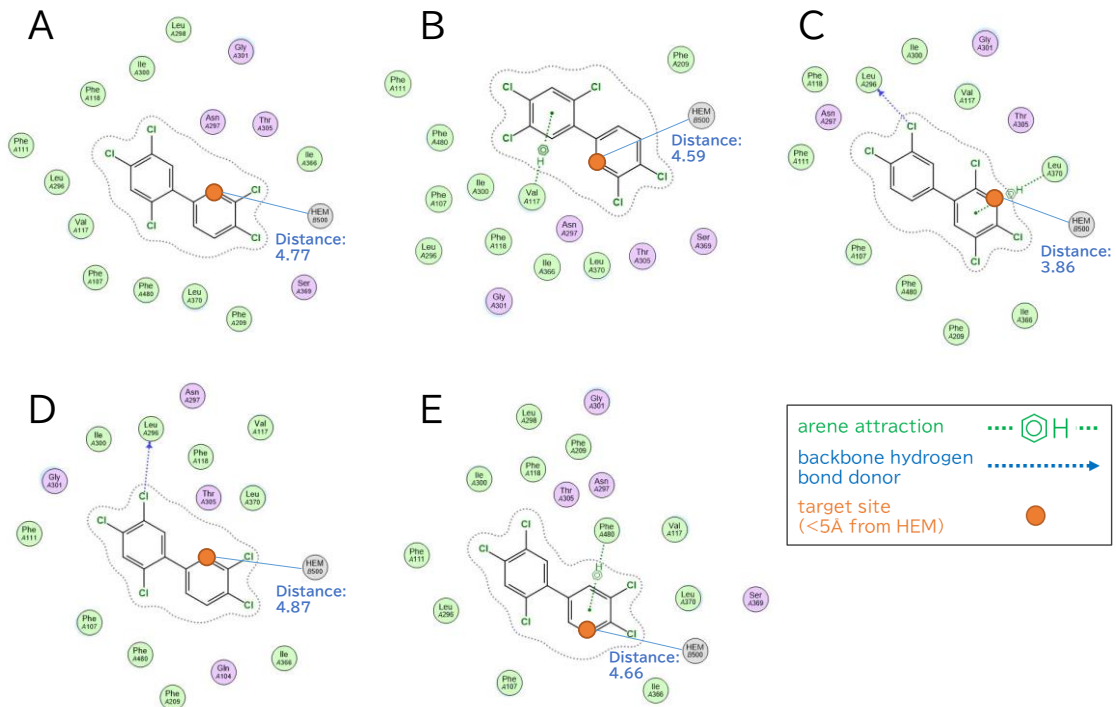 A
Leu
A298
Gly
A301
Ile
A300
Phe
A118
Asn
A297
Thr
A305
Cl
Phe
A111
Cl
Ile
A366
Leu
A296
Cl
Cl
Cl
HEM
B500
Val
A117
Distance:
4.77
Phe
A107
Phe
A480
Leu
A370
Ser
A369
Phe
A209
B
Phe
A209
Phe
A111
Cl
Cl
HEM
B500
Distance:
4.59
Phe
A480
Cl
H
Cl
Cl
Ile
A300
Val
A117
Phe
A107
Asn
A297
Leu
A296
Phe
A118
Ile
A366
Leu
A370
Thr
A305
Ser
A369
Gly
A301
C
Ile
A300
Gly
A301
Phe
A118
Leu
A296
Val
A117
Asn
A297
Thr
A305
Cl
Cl
Phe
A111
Cl
Leu
A370
H
Cl
Cl
HEM
B500
Distance:
3.86
Phe
A107
Phe
A480
Phe
A209
Ile
A366
D
Asn
A297
Leu
A296
Val
A117
Ile
A300
Phe
A118
Gly
A301
Thr
A305
Leu
A370
Cl
Cl
Phe
A111
Cl
Cl
Cl
HEM
B500
Distance:
4.87
Phe
A107
Phe
A480
Gln
A104
Ile
A366
Phe
A209
E
Gly
A301
Leu
A298
Phe
A209
Phe
A118
Ile
A300
Thr
A305
Asn
A297
Phe
A480
Val
A117
Cl
Cl
Phe
A111
H
Cl
Leu
A370
Ser
A369
Leu
A296
Cl
Cl
HEM
B500
Distance:
4.66
Phe
A107
Ile
A366
arene attraction H
backbone hydrogen
bond donor
target site
(<5Å from HEM)